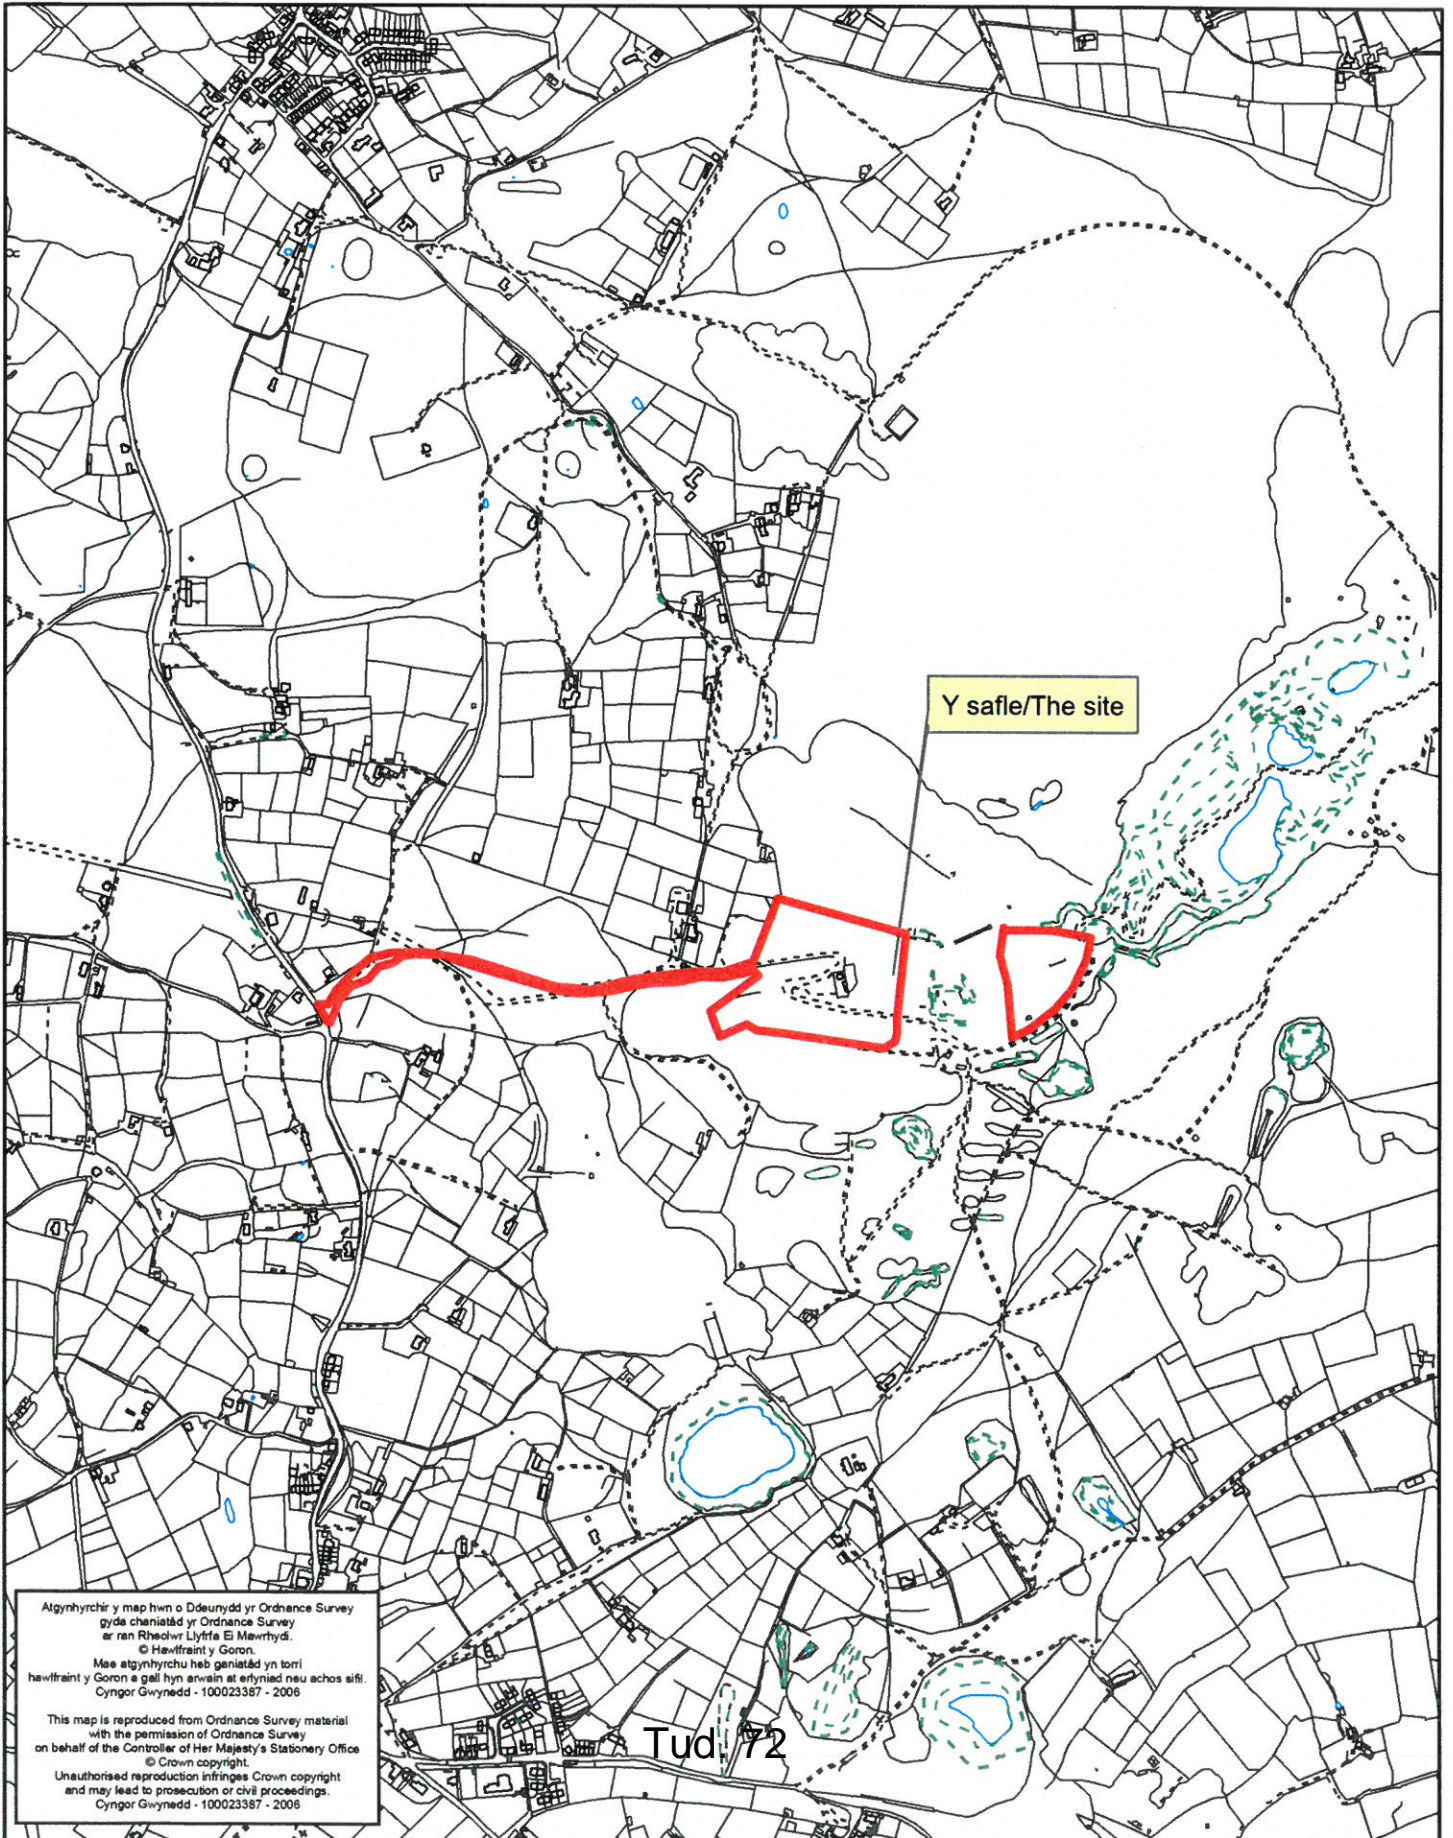 Y safle/The site
Atgynhyrchir y map hwn o Ddeunydd yr Ordnance Survey
gyda chaniatâd yr Ordnance Survey
ar ran Rheolwr Llyfrfa Ei Mawrhydi.
© Hawlfraint y Goron.
Mae atgynhyrchu heb ganiatâd yn torri
hawlfraint y Goron a gall hyn arwain at erlyniad neu achos sifil.
Cyngor Gwynedd - 100023387 - 2006
This map is reproduced from Ordnance Survey material
with the permission of Ordnance Survey
on behalf of the Controller of Her Majesty's Stationery Office
© Crown copyright.
Unauthorised reproduction infringes Crown copyright
and may lead to prosecution or civil proceedings.
Cyngor Gwynedd - 100023387 - 2006
Tud. 72